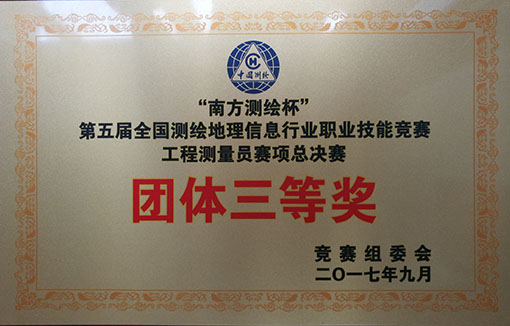 中国测绘
“南方测绘杯”
第五届全国测绘地理信息行业职业技能竞赛
工程测量员赛项总决赛
团体三等奖
竞赛组委会
二〇一七年九月